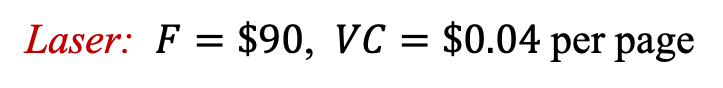 Laser: F = $90, VC = $0.04 per page